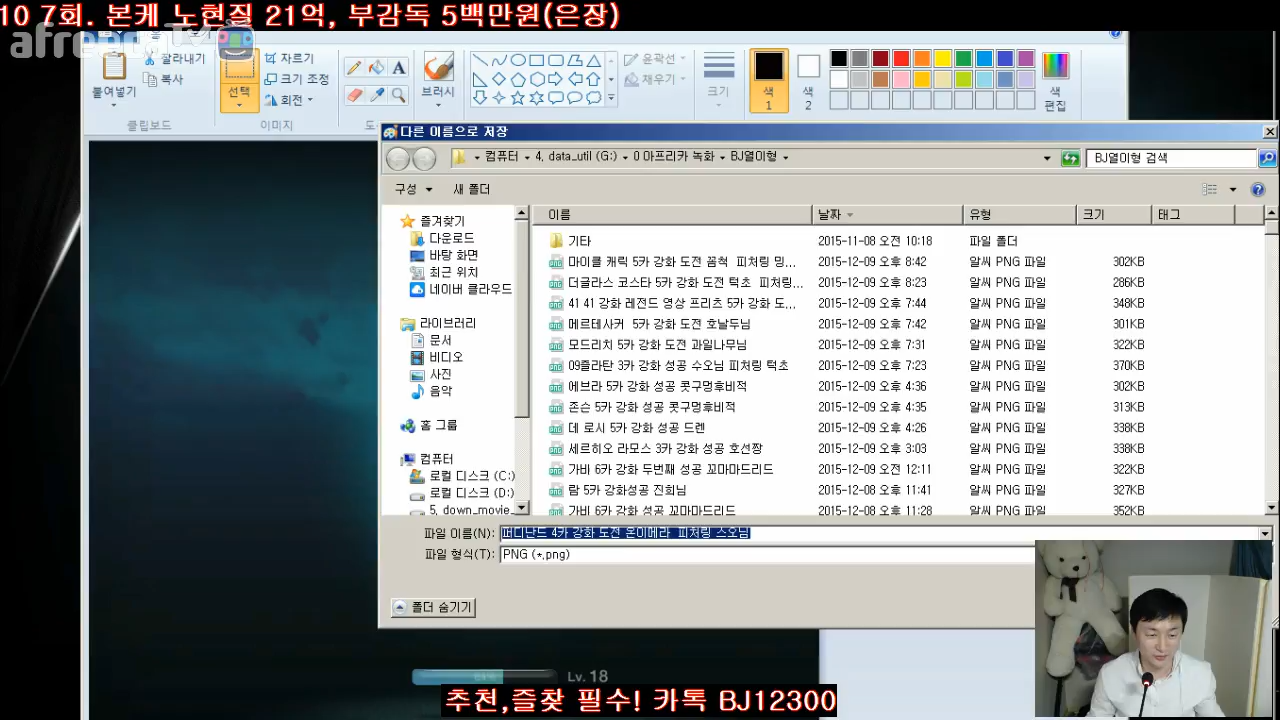 10 7회. 본케 노현질 21억, 부감독 5백만원(은장)
afreeca TV
붙여넣기
잘라내기
복사
클립보드
선택
자르기
크기 조정
회전
이미지
브러시
윤곽선
채우기
크기
색
1
색
2
색
편집
다른 이름으로 저장
컴퓨터
4. data_util (G:)
0 아프리카 녹화
BJ열이형
BJ열이형 검색
구성
새 폴더
즐겨찾기
다운로드
바탕 화면
최근 위치
네이버 클라우드
라이브러리
문서
비디오
사진
음악
홈 그룹
컴퓨터
로컬 디스크 (C:)
로컬 디스크 (D:)
5. down_movie_
이름 날짜 유형 크기 태그
기타 2015-11-08 오전 10:18 파일 폴더
마이클 캐릭 5카 강화 도전 꼼척 피처링 밍... 2015-12-09 오후 8:42 알씨 PNG 파일 302KB
더글라스 코스타 5카 강화 도전 턱초 피처링... 2015-12-09 오후 8:23 알씨 PNG 파일 286KB
41 41 강화 레전드 영상 프리츠 5카 강화 도... 2015-12-09 오후 7:44 알씨 PNG 파일 348KB
메르테사커 5카 강화 도전 호날두님 2015-12-09 오후 7:42 알씨 PNG 파일 301KB
모드리치 5카 강화 도전 과일나무님 2015-12-09 오후 7:31 알씨 PNG 파일 322KB
09즐라탄 3카 강화 성공 수오님 피처링 턱초 2015-12-09 오후 7:23 알씨 PNG 파일 370KB
에브라 5카 강화 성공 콧구멍후비적 2015-12-09 오후 4:36 알씨 PNG 파일 302KB
존슨 5카 강화 성공 콧구멍후비적 2015-12-09 오후 4:35 알씨 PNG 파일 313KB
데 로시 5카 강화 성공 드렌 2015-12-09 오후 4:26 알씨 PNG 파일 338KB
세르히오 라모스 3카 강화 성공 호선짱 2015-12-09 오후 3:03 알씨 PNG 파일 338KB
가비 6카 강화 두번째 성공 꼬마마드리드 2015-12-09 오전 12:11 알씨 PNG 파일 322KB
람 5카 강화성공 진희님 2015-12-08 오후 11:41 알씨 PNG 파일 327KB
가비 6카 강화 성공 꼬마마드리드 2015-12-08 오후 11:28 알씨 PNG 파일 352KB
파일 이름(N): 퍼디난드 4카 강화 도전 온이메라 피처링 스오님
파일 형식(T): PNG (*.png)
폴더 숨기기
Lv. 18
추천,즐찾 필수! 카톡 BJ12300